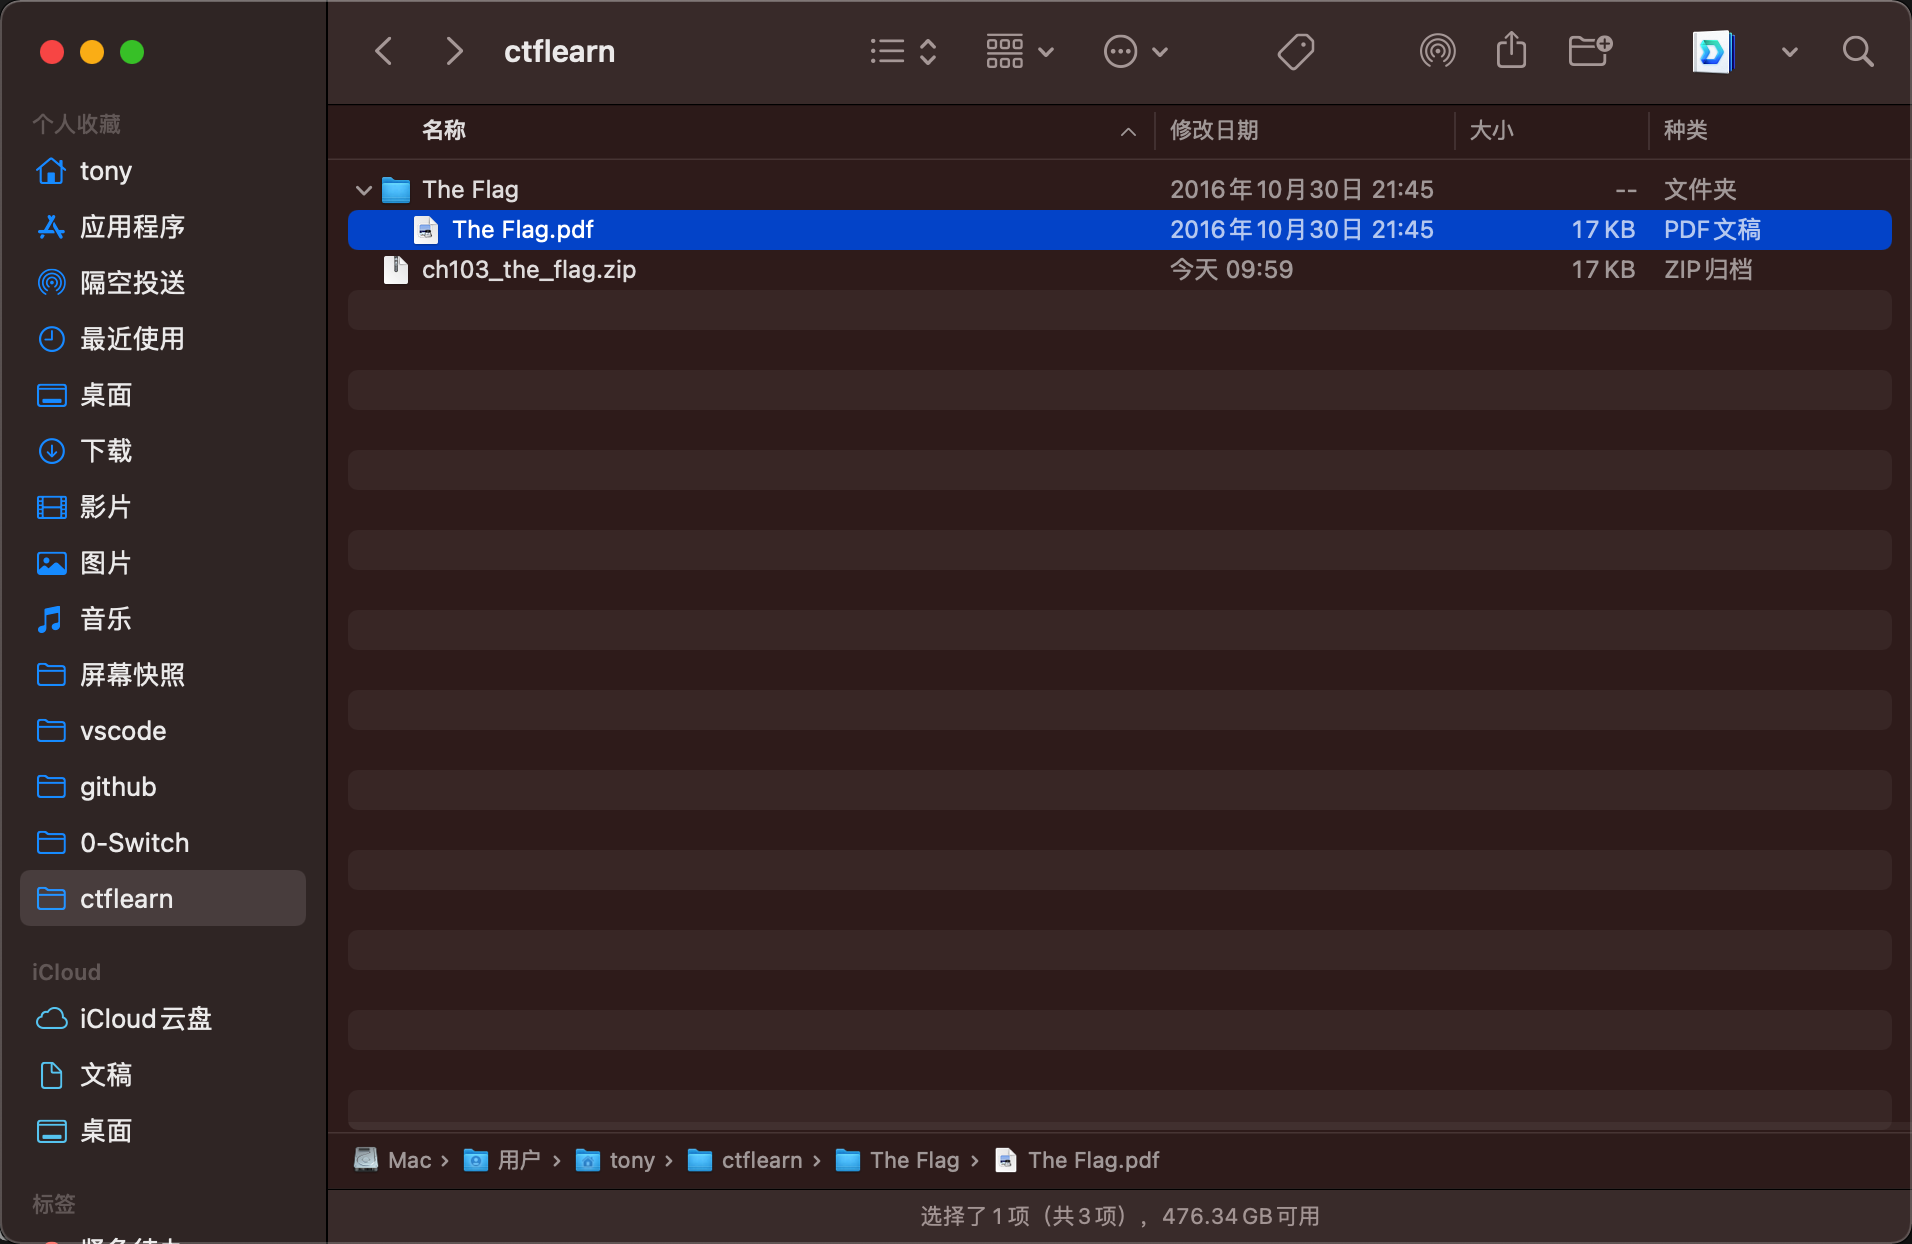 ctflearn
个人收藏
tony
应用程序
隔空投送
最近使用
桌面
下载
影片
图片
音乐
屏幕快照
vscode
github
0-Switch
ctflearn
iCloud
iCloud云盘
文稿
桌面
标签
名称 修改日期 大小 种类
The Flag 2016年10月30日 21:45 -- 文件夹
The Flag.pdf 2016年10月30日 21:45 17 KB PDF文稿
ch103_the_flag.zip 今天 09:59 17 KB ZIP归档
Mac › 用户 › tony › ctflearn › The Flag › The Flag.pdf
选择了1项（共3项），476.34 GB可用